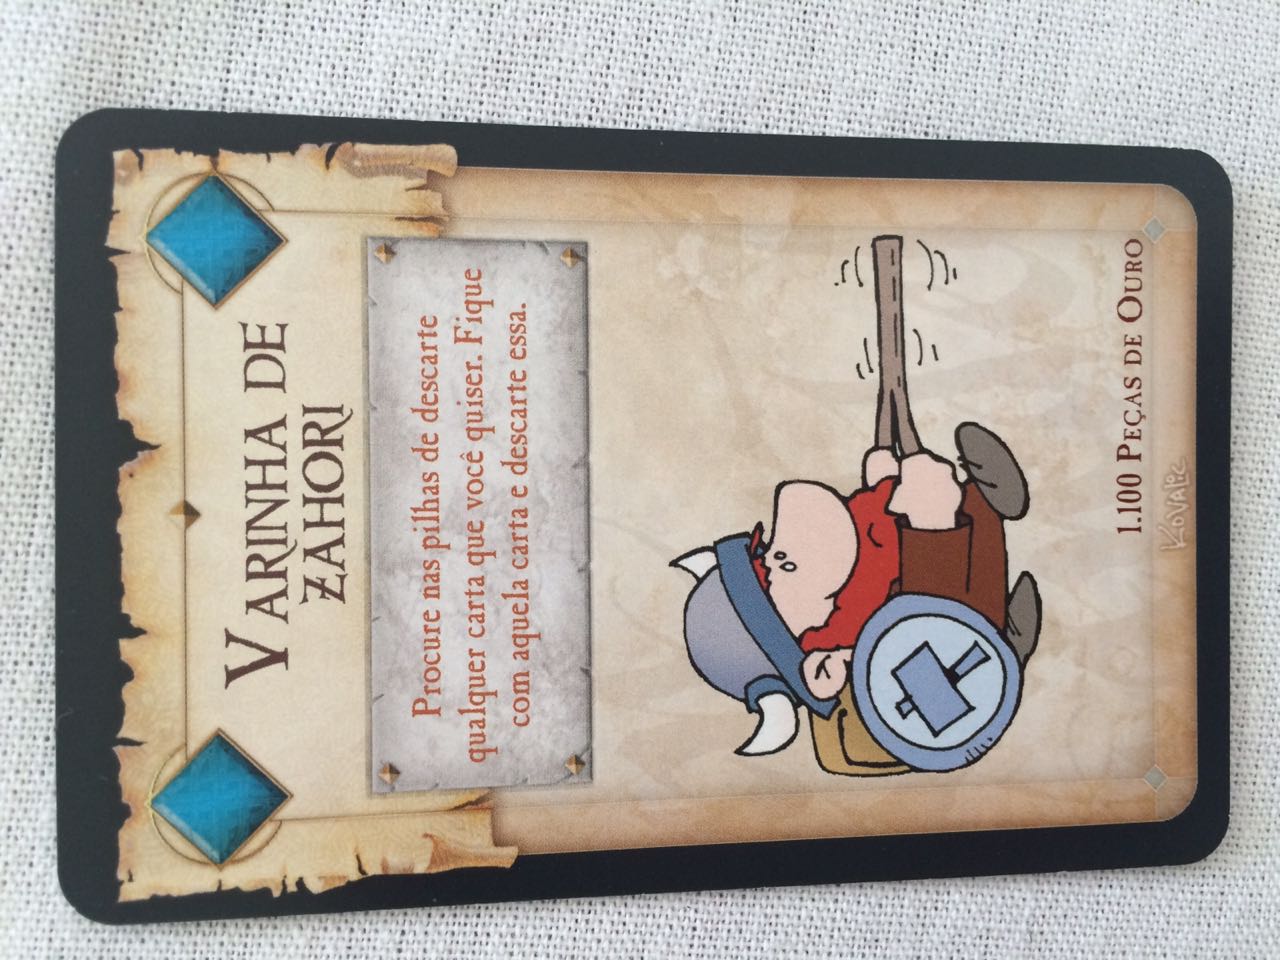 VARINHA DE
ZAHORI
Procure nas pilhas de descarte
qualquer carta que você quiser. Fique
com aquela carta e descarte essa.
1.100 PEÇAS DE OURO
KOVALIC